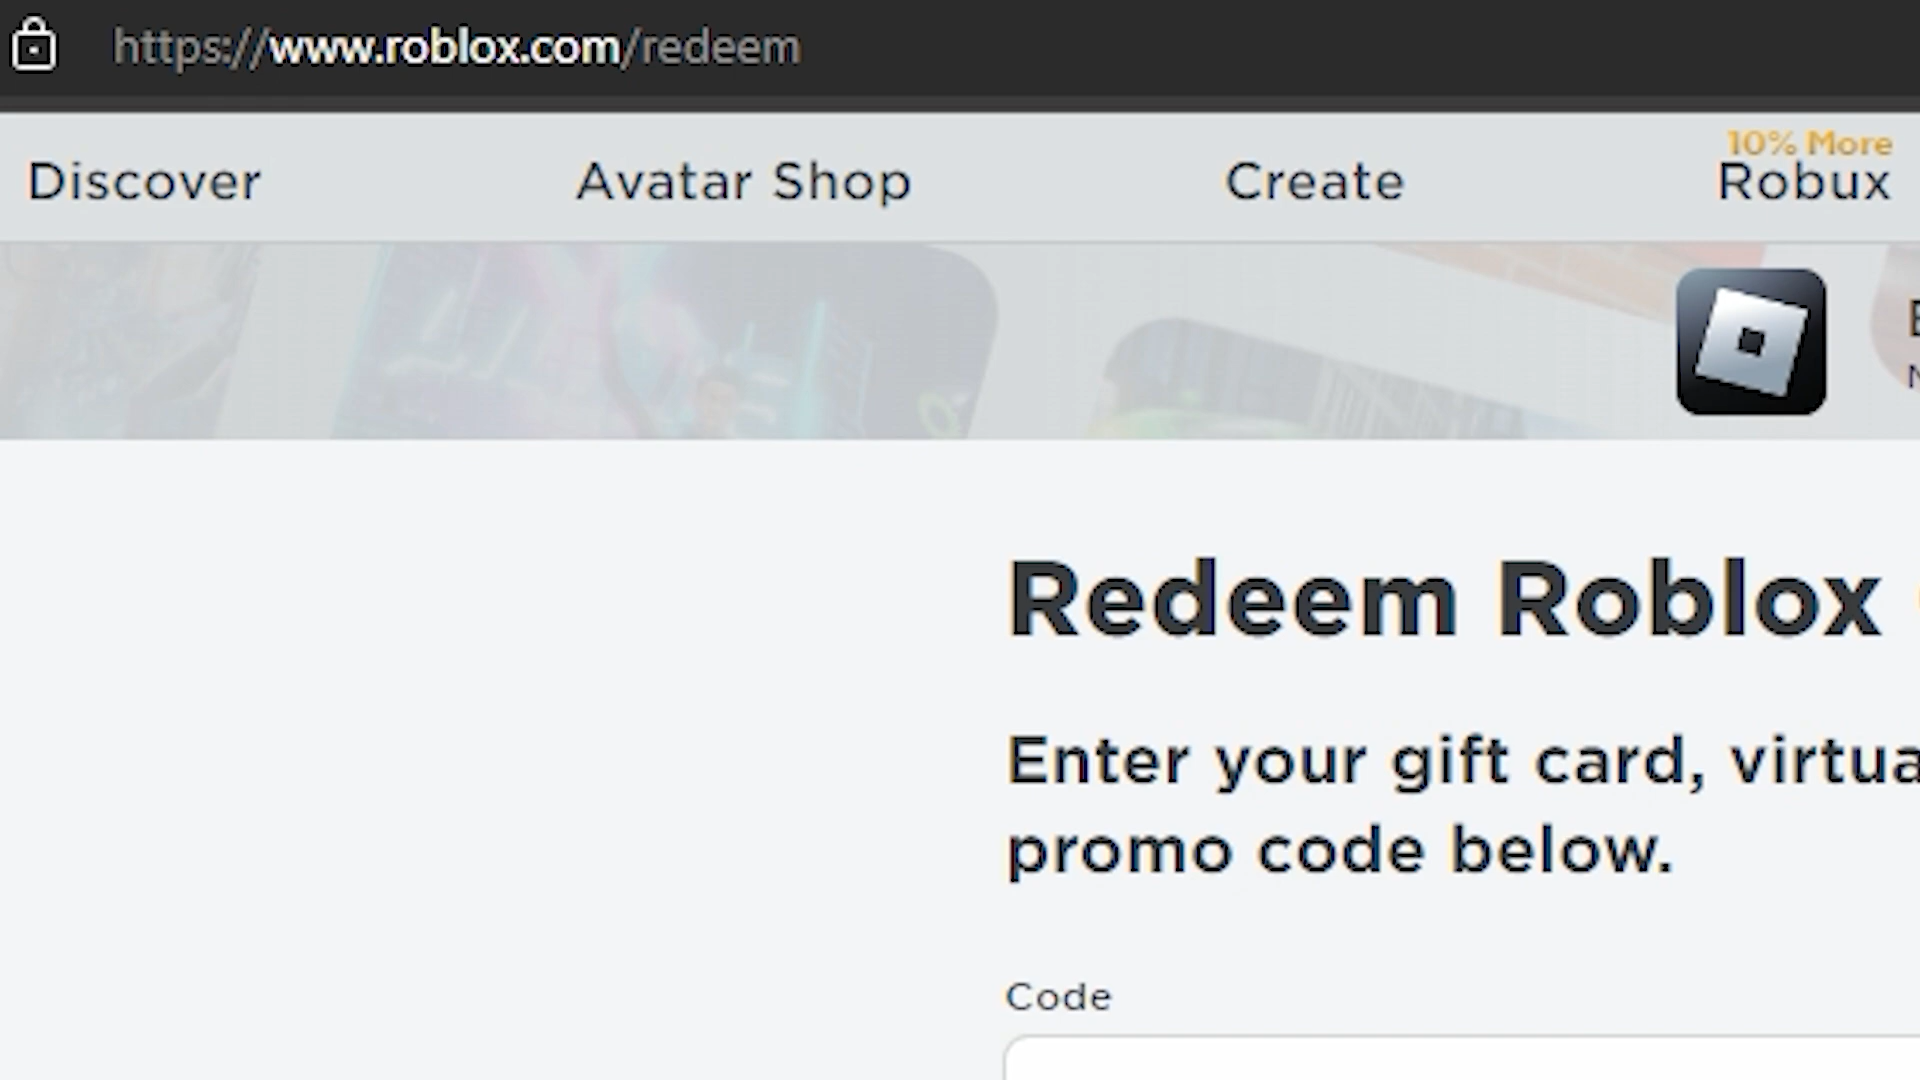 https://www.roblox.com/redeem
Discover Avatar Shop Create 10% More Robux
Redeem Roblox
Enter your gift card,
promo code below.
Code